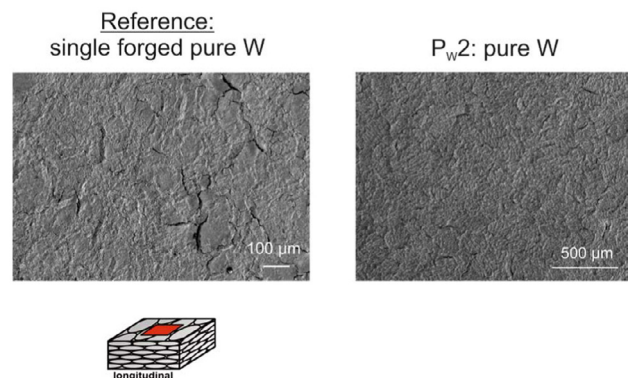 Reference:
single forged pure W
P_W2: pure W
100 µm
500 µm
longitudinal